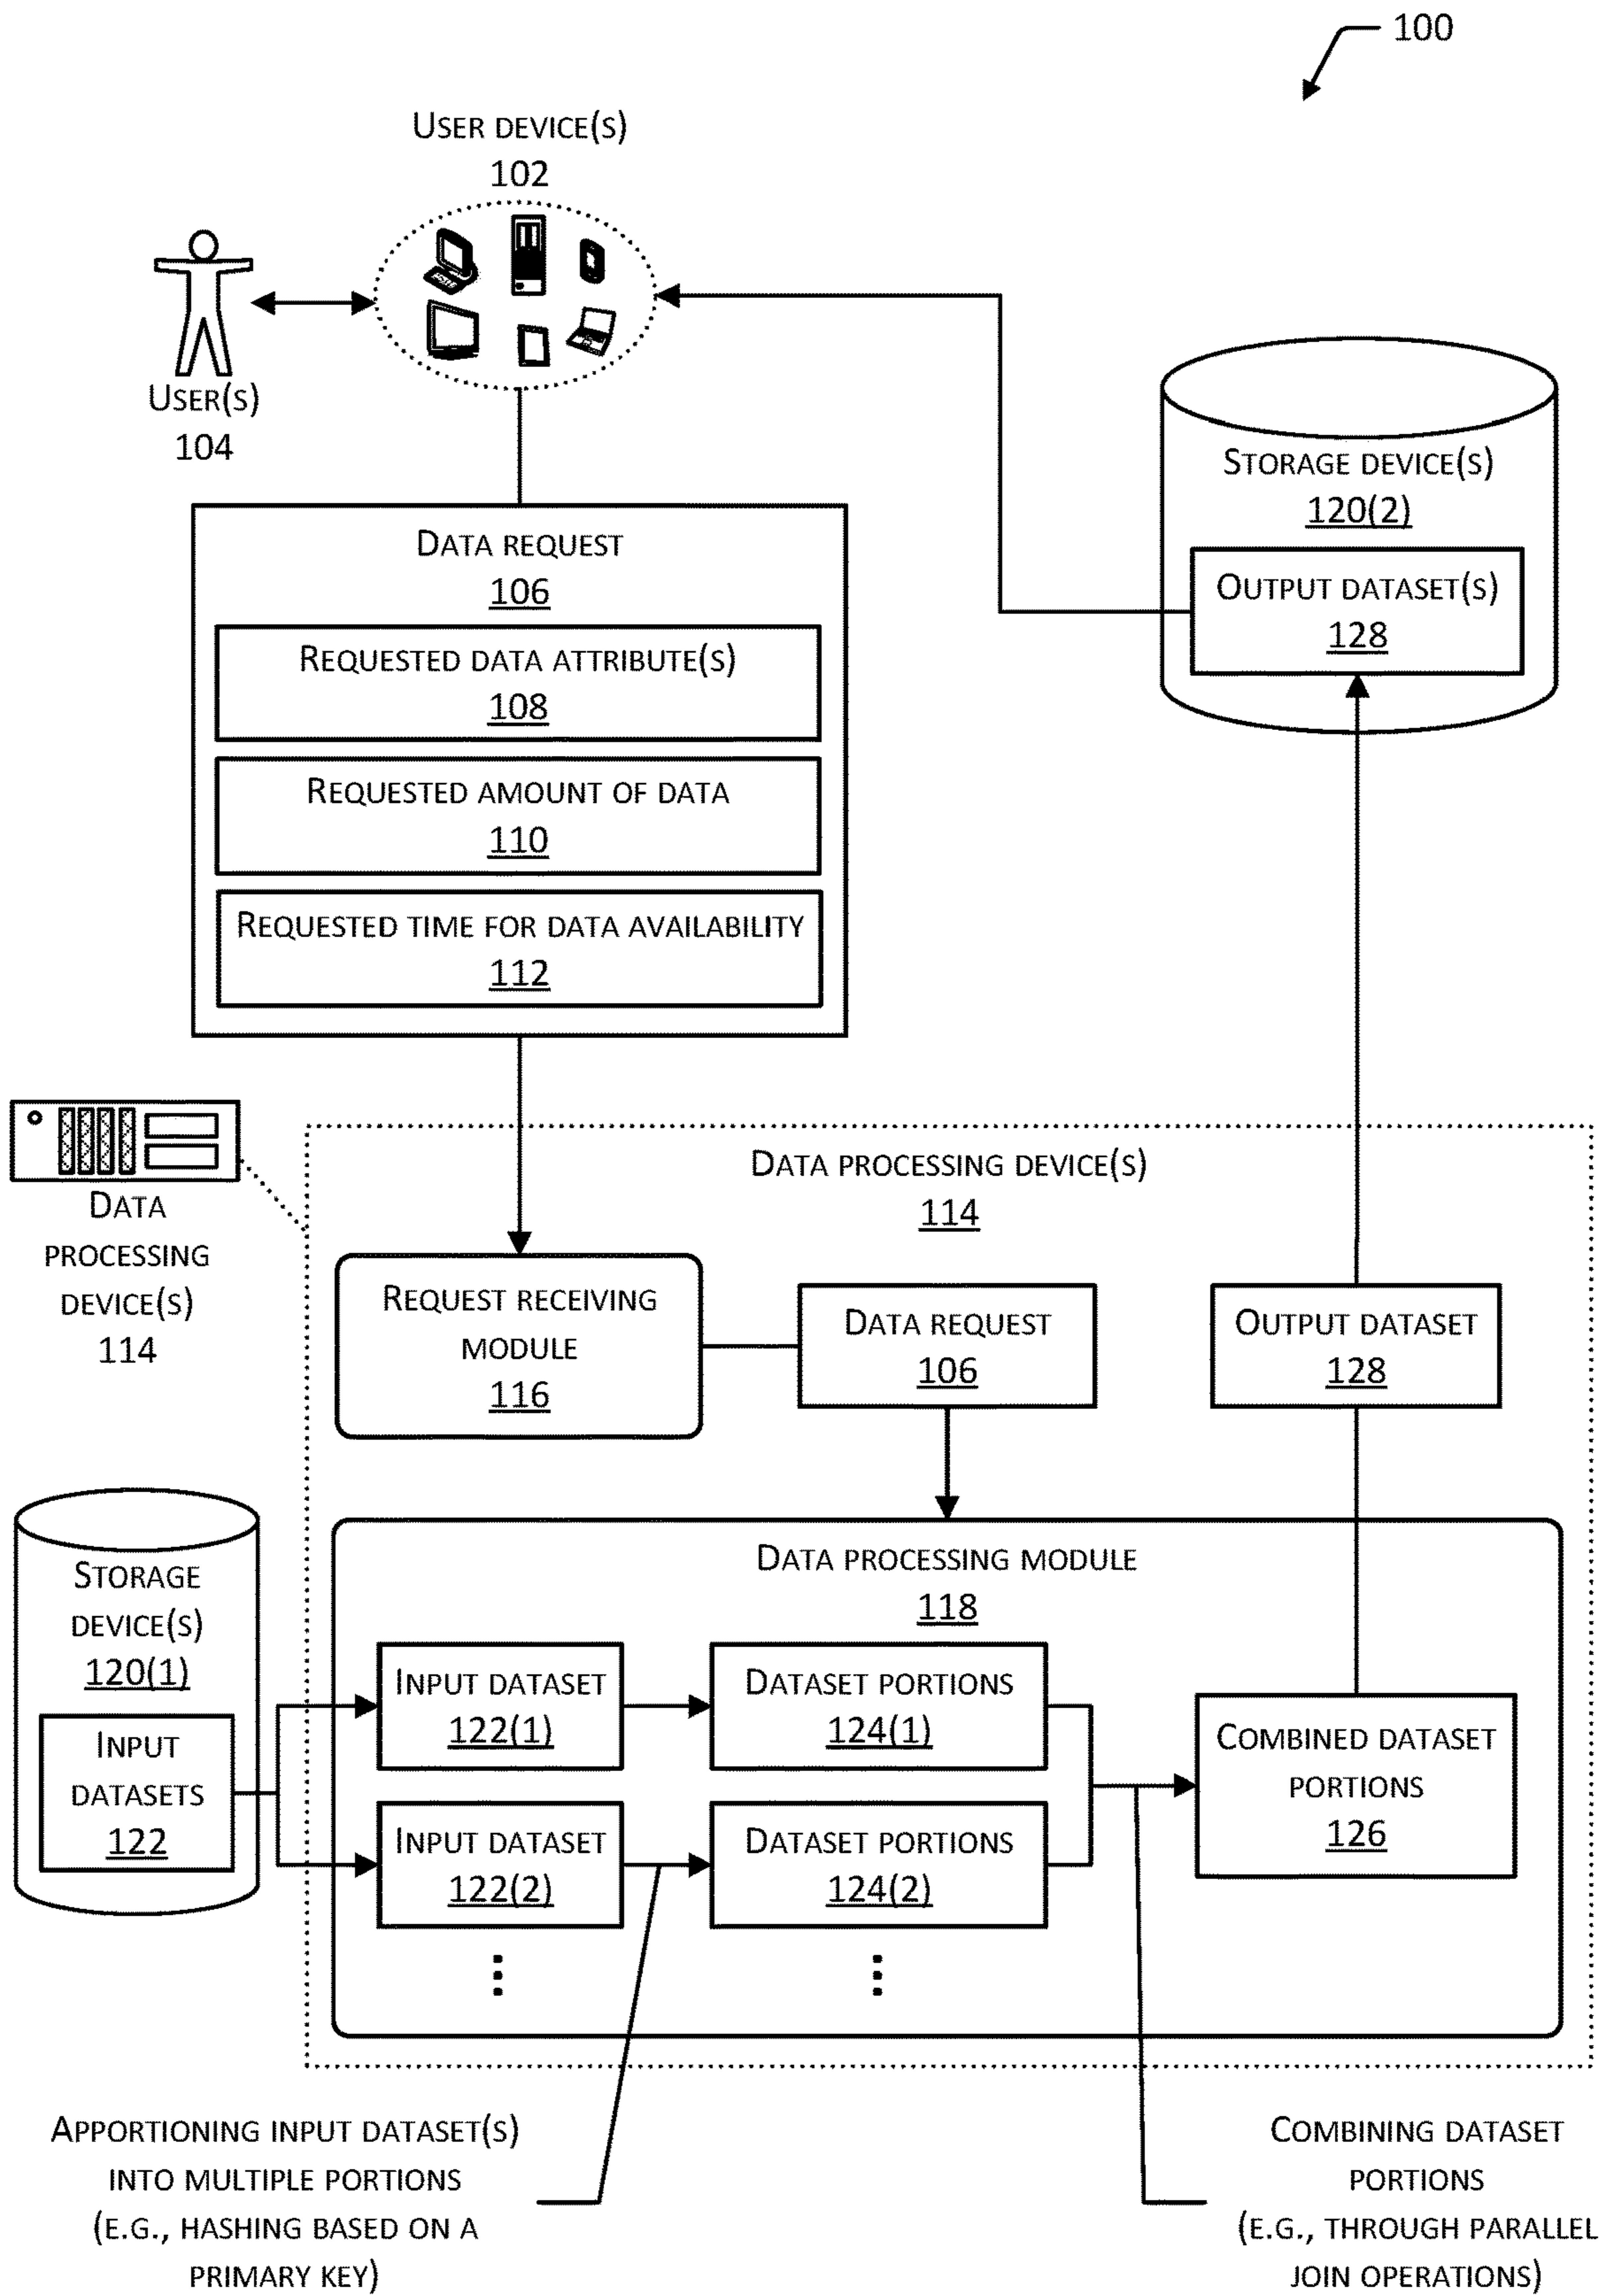 100
USER DEVICE(S)
102
USER(S)
104
DATA REQUEST
106
REQUESTED DATA ATTRIBUTE(S)
108
REQUESTED AMOUNT OF DATA
110
REQUESTED TIME FOR DATA AVAILABILITY
112
STORAGE DEVICE(S)
120(2)
OUTPUT DATASET(S)
128
DATA
PROCESSING
DEVICE(S)
114
DATA PROCESSING DEVICE(S)
114
REQUEST RECEIVING
MODULE
116
DATA REQUEST
106
OUTPUT DATASET
128
STORAGE
DEVICE(S)
120(1)
INPUT
DATASETS
122
DATA PROCESSING MODULE
118
INPUT DATASET
122(1)
DATASET PORTIONS
124(1)
INPUT DATASET
122(2)
DATASET PORTIONS
124(2)
COMBINED DATASET
PORTIONS
126
APPORTIONING INPUT DATASET(S)
INTO MULTIPLE PORTIONS
(E.G., HASHING BASED ON A
PRIMARY KEY)
COMBINING DATASET
PORTIONS
(E.G., THROUGH PARALLEL
JOIN OPERATIONS)